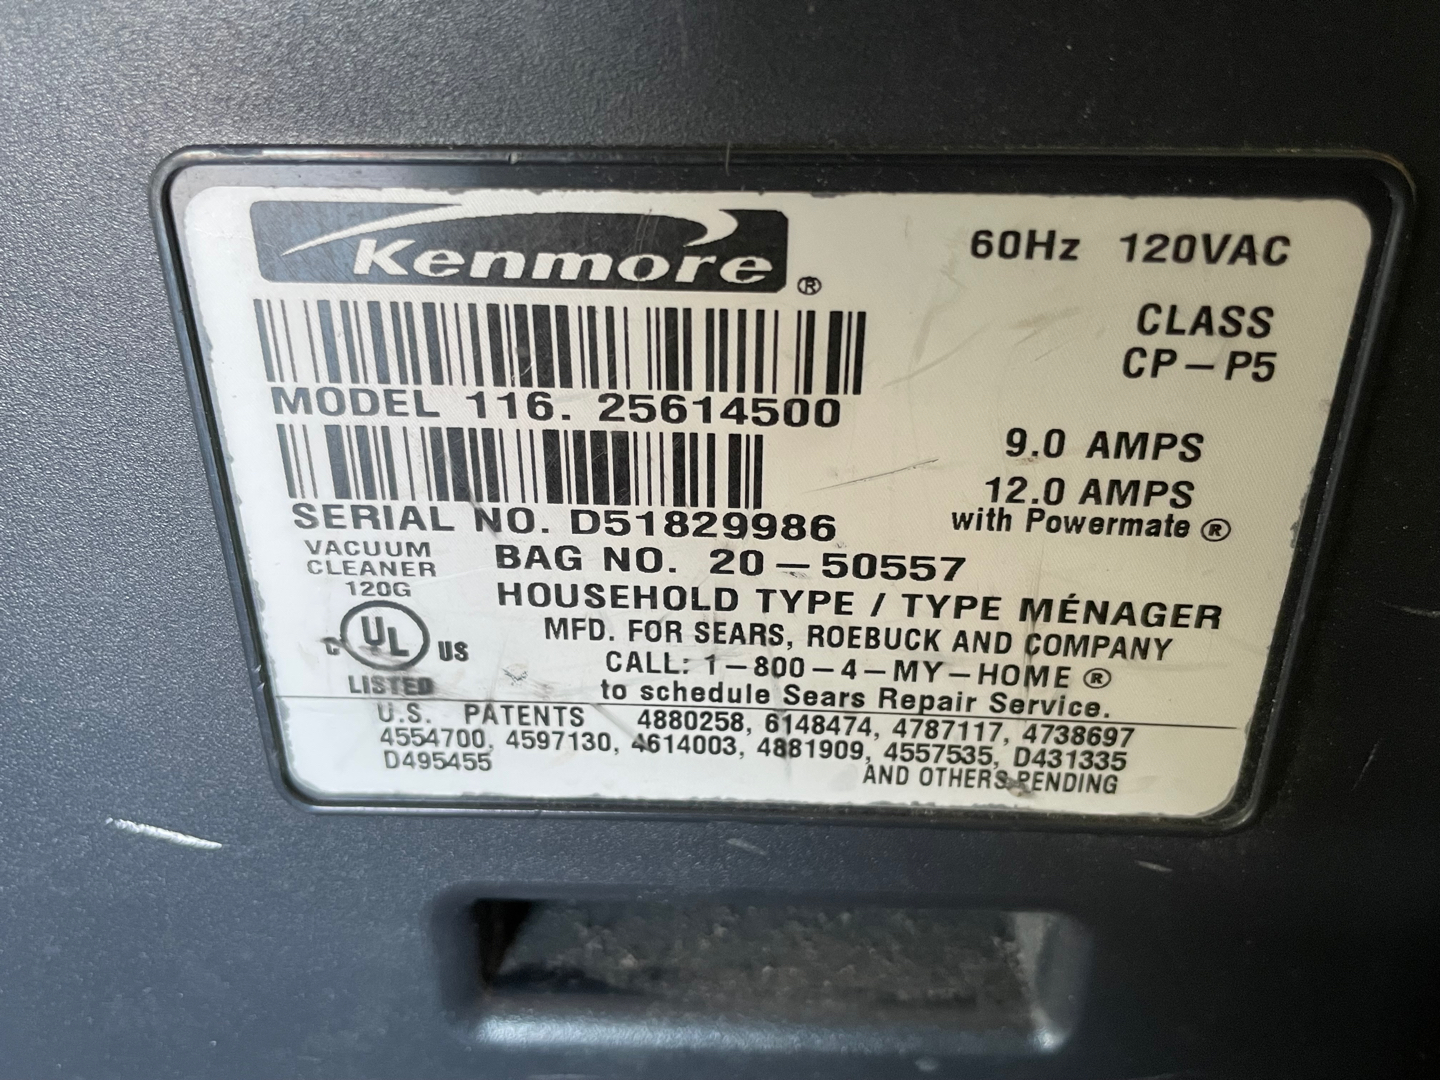 Kenmore®
60Hz 120VAC
CLASS
CP-P5
MODEL 116. 25614500
9.0 AMPS
12.0 AMPS
with Powermate ®
SERIAL NO. D51829986
VACUUM
CLEANER
120G
BAG NO. 20-50557
HOUSEHOLD TYPE / TYPE MÉNAGER
MFD. FOR SEARS, ROEBUCK AND COMPANY
C UL US
LISTED
CALL: 1-800-4-MY-HOME ®
to schedule Sears Repair Service.
U.S. PATENTS 4880258, 6148474, 4787117, 4738697
4554700, 4597130, 4614003, 4881909, 4557535, D431335
D495455 AND OTHERS PENDING